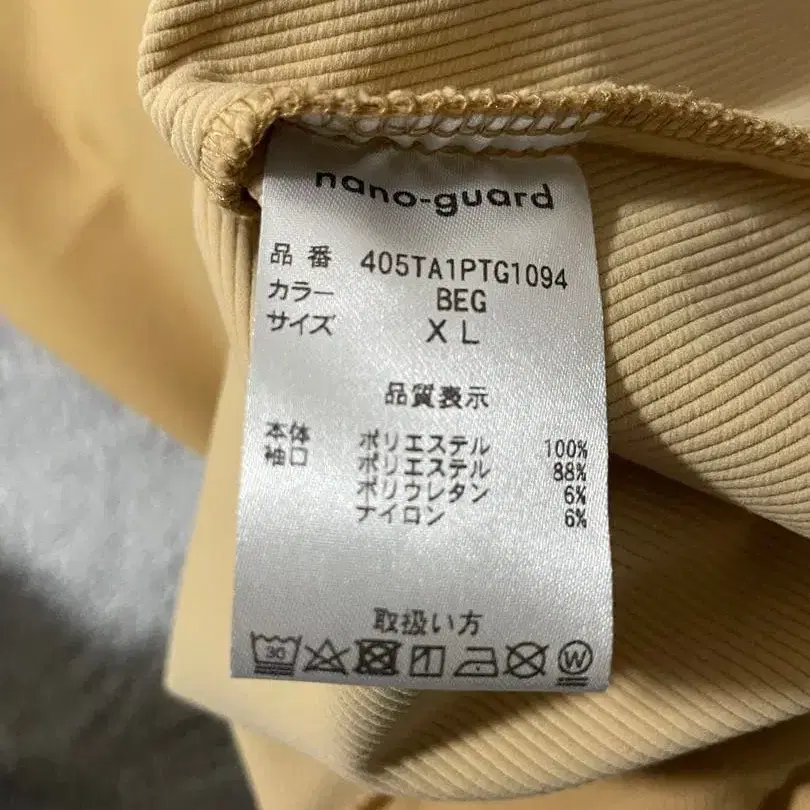 nano-guard
品番 405TA1PTG1094
カラー BEG
サイズ XL
品質表示
本体 ポリエステル 100%
袖口 ポリエステル 88%
ポリウレタン 6%
ナイロン 6%
取扱い方
30 W